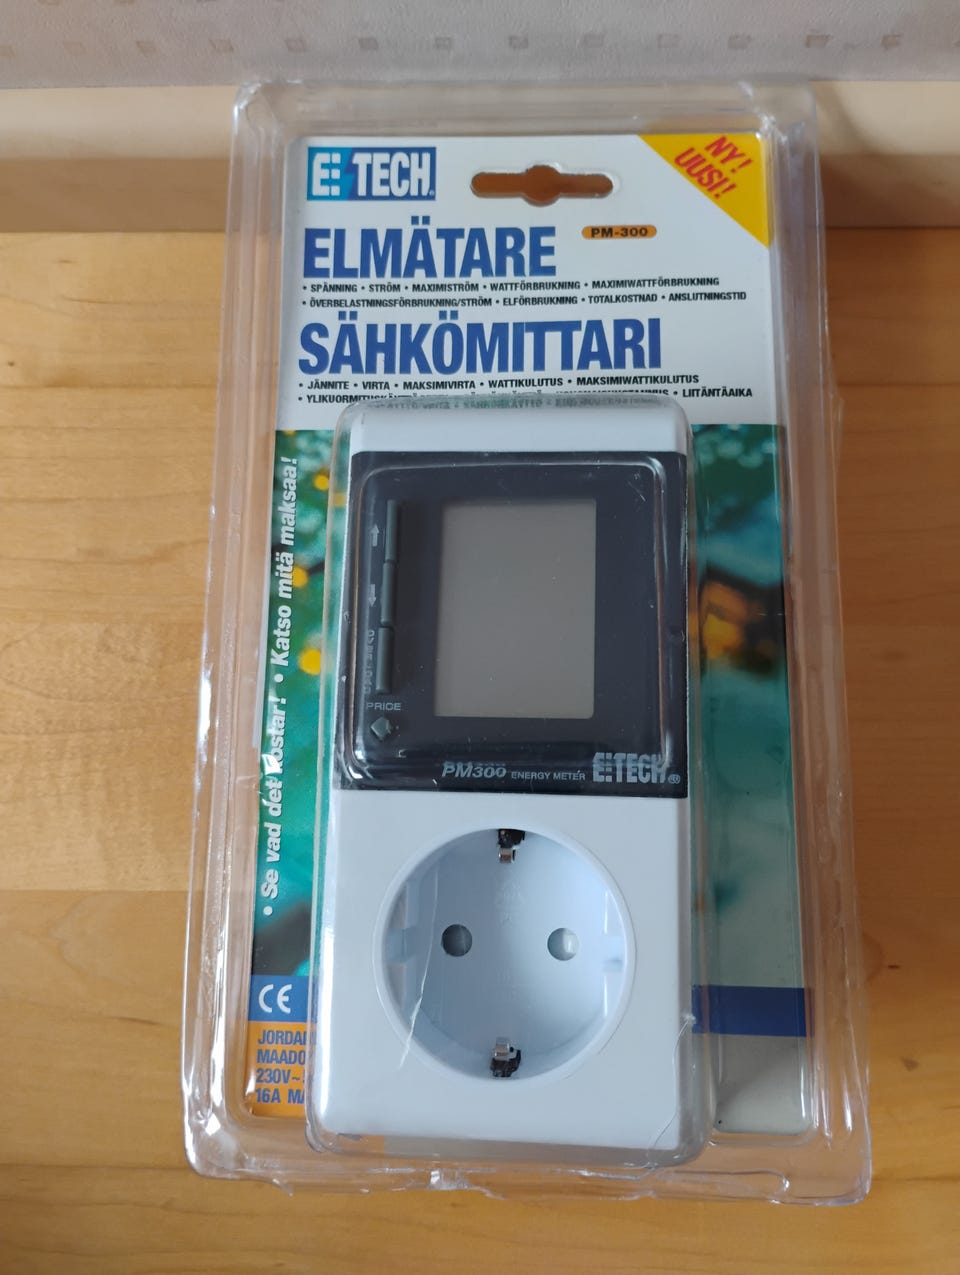 E TECH®
NY!
UUSI!
ELMÄTARE
PM-300
• SPÄNNING • STRÖM • MAXIMISTRÖM • WATTFÖRBRUKNING • MAXIMIWATTFÖRBRUKNING
• ÖVERBELASTNINGSFÖRBRUKNING/STRÖM • ELFÖRBRUKNING • TOTALKOSTNAD • ANSLUTNINGSTID
SÄHKÖMITTARI
• JÄNNITE • VIRTA • MAKSIMIVIRTA • WATTIKULUTUS • MAKSIMIWATTIKULUTUS
• LIITÄNTÄAIKA
• Se vad det kostar! • Katso mitä maksaa!
OVERLOAD
PRICE
PM300 ENERGY METER E TECH®
CE
230V~
16A